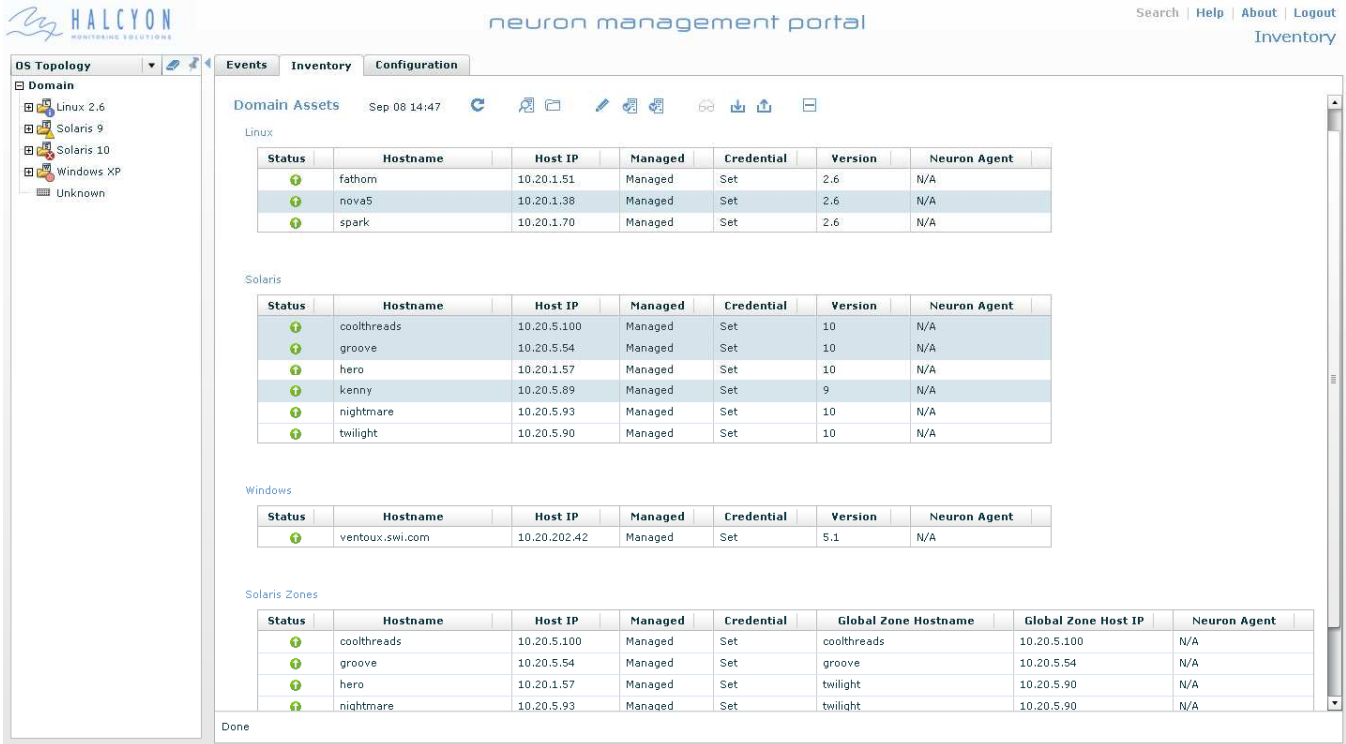 HALCYON
MONITORING SOLUTIONS
neuron management portal
Search | Help | About | Logout
Inventory
OS Topology
Domain
Linux 2.6
Solaris 9
Solaris 10
Windows XP
Unknown
Events Inventory Configuration
Domain Assets Sep 08 14:47
Linux
Status Hostname Host IP Managed Credential Version Neuron Agent
fathom 10.20.1.51 Managed Set 2.6 N/A
nova5 10.20.1.38 Managed Set 2.6 N/A
spark 10.20.1.70 Managed Set 2.6 N/A
Solaris
Status Hostname Host IP Managed Credential Version Neuron Agent
coolthreads 10.20.5.100 Managed Set 10 N/A
groove 10.20.5.54 Managed Set 10 N/A
hero 10.20.1.57 Managed Set 10 N/A
kenny 10.20.5.89 Managed Set 9 N/A
nightmare 10.20.5.93 Managed Set 10 N/A
twilight 10.20.5.90 Managed Set 10 N/A
Windows
Status Hostname Host IP Managed Credential Version Neuron Agent
ventoux.swi.com 10.20.202.42 Managed Set 5.1 N/A
Solaris Zones
Status Hostname Host IP Managed Credential Global Zone Hostname Global Zone Host IP Neuron Agent
coolthreads 10.20.5.100 Managed Set coolthreads 10.20.5.100 N/A
groove 10.20.5.54 Managed Set groove 10.20.5.54 N/A
hero 10.20.1.57 Managed Set twilight 10.20.5.90 N/A
nightmare 10.20.5.93 Managed Set twilight 10.20.5.90 N/A
Done